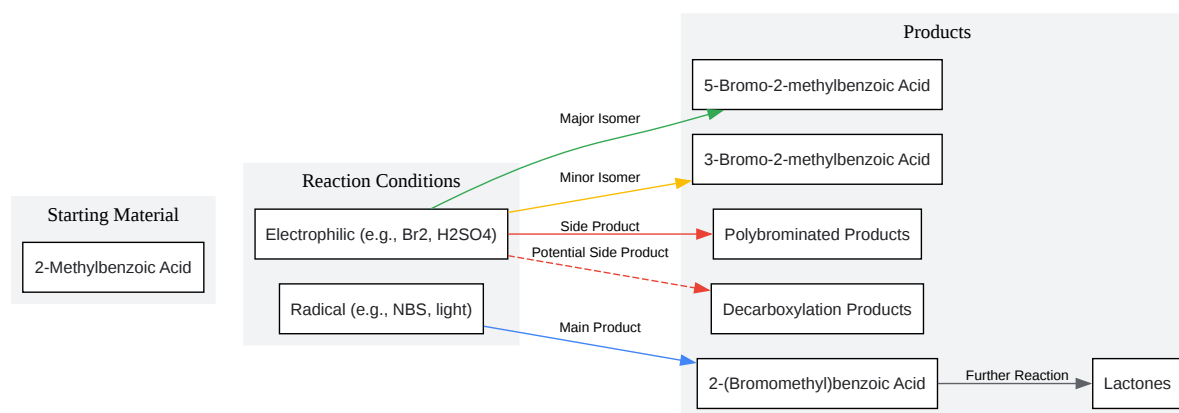 Products
5-Bromo-2-methylbenzoic Acid
Major Isomer
3-Bromo-2-methylbenzoic Acid
Reaction Conditions
Minor Isomer
Starting Material
Electrophilic (e.g., Br2, H2SO4)
Side Product
Polybrominated Products
Potential Side Product
2-Methylbenzoic Acid
Radical (e.g., NBS, light)
Decarboxylation Products
Main Product
2-(Bromomethyl)benzoic Acid
Further Reaction
Lactones